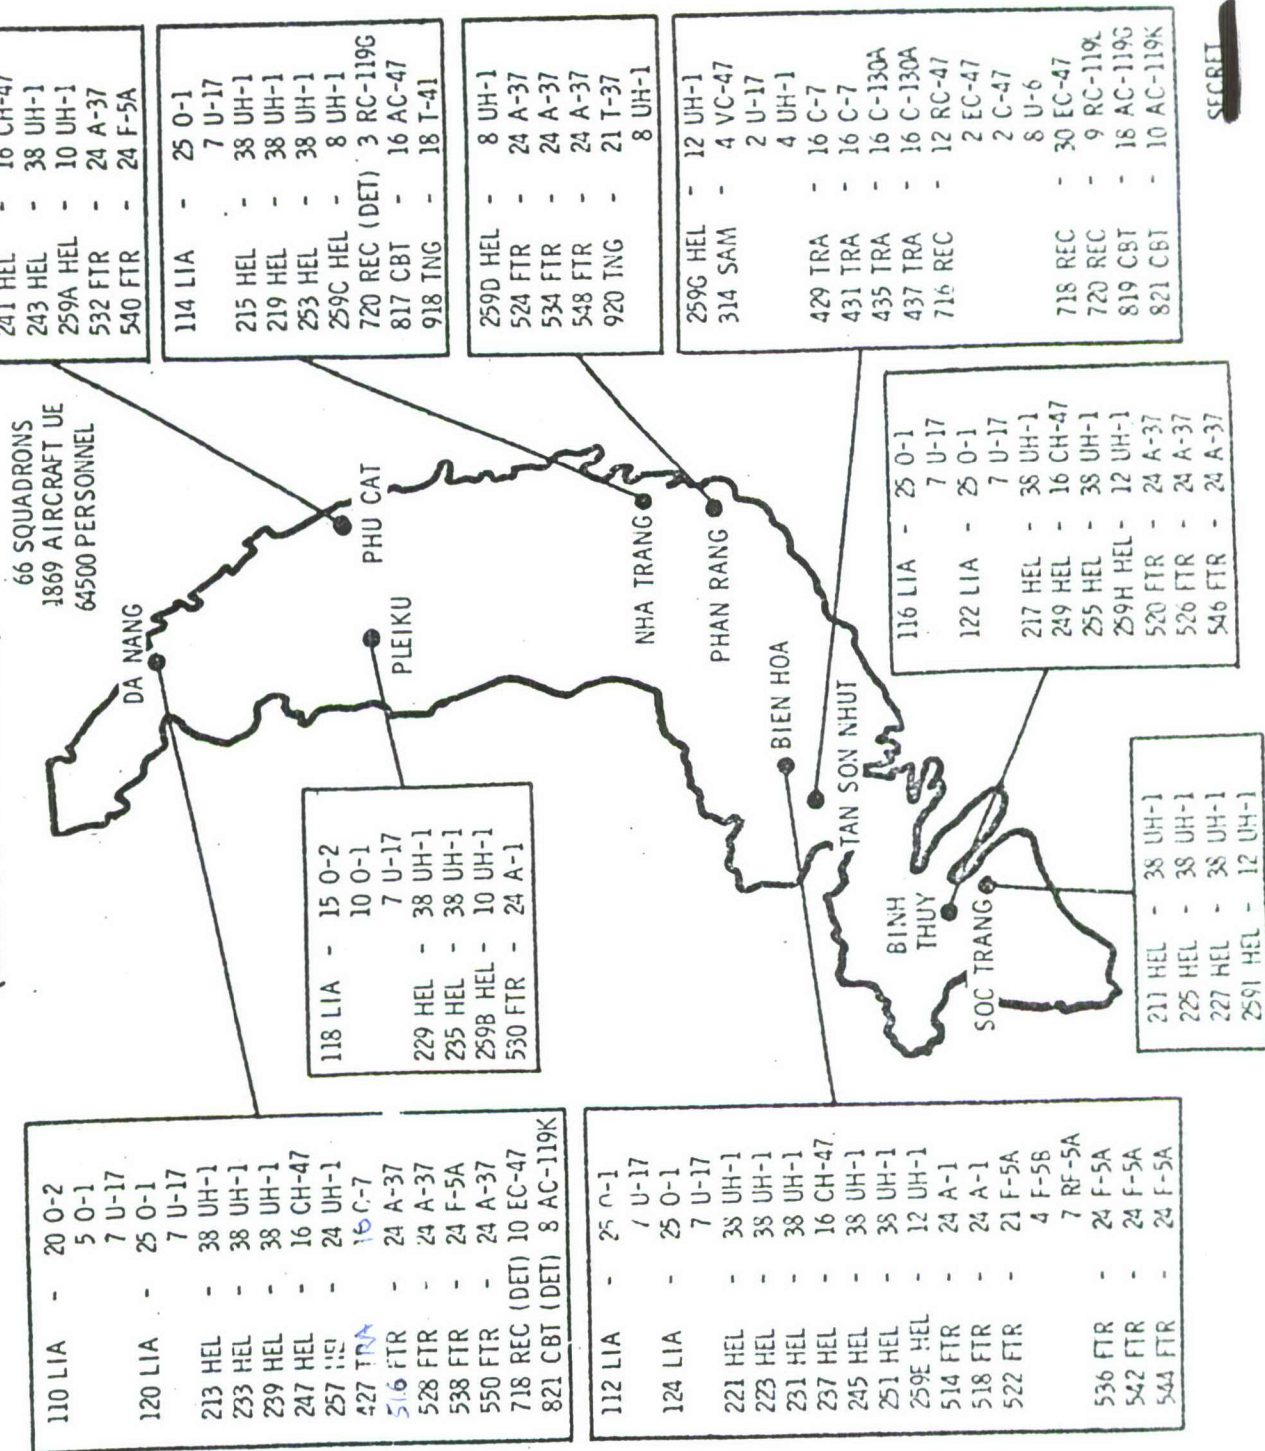 66 SQUADRONS
1869 AIRCRAFT UE
64500 PERSONNEL
241 HEL - 16 CH-47
243 HEL - 38 UH-1
259A HEL - 10 UH-1
532 FTR - 24 A-37
540 FTR - 24 F-5A
114 LIA - 25 O-1
7 U-17
215 HEL - 38 UH-1
219 HEL - 38 UH-1
253 HEL - 38 UH-1
259C HEL - 8 UH-1
720 REC (DET) 3 RC-119G
817 CBT - 16 AC-47
918 TNG - 18 T-41
259D HEL - 8 UH-1
524 FTR - 24 A-37
534 FTR - 24 A-37
548 FTR - 24 A-37
920 TNG - 21 T-37
8 UH-1
259G HEL - 12 UH-1
314 SAM - 4 VC-47
2 U-17
4 UH-1
429 TRA - 16 C-7
431 TRA - 16 C-7
435 TRA - 16 C-130A
437 TRA - 16 C-130A
716 REC - 12 RC-47
2 EC-47
2 C-47
8 U-6
718 REC - 30 EC-47
720 REC - 9 RC-119L
819 CBT - 18 AC-119G
821 CBT - 10 AC-119K
SECRET
DA NANG
PHU CAT
PLEIKU
NHA TRANG
PHAN RANG
BIEN HOA
TAN SON NHUT
BINH
THUY
SOC TRANG
118 LIA - 15 O-2
10 O-1
7 U-17
229 HEL - 38 UH-1
235 HEL - 38 UH-1
259B HEL - 10 UH-1
530 FTR - 24 A-1
116 LIA - 25 O-1
7 U-17
122 LIA - 25 O-1
7 U-17
217 HEL - 38 UH-1
249 HEL - 16 CH-47
255 HEL - 38 UH-1
259H HEL - 12 UH-1
520 FTR - 24 A-37
526 FTR - 24 A-37
546 FTR - 24 A-37
211 HEL - 38 UH-1
225 HEL - 38 UH-1
227 HEL - 38 UH-1
259I HEL - 12 UH-1
110 LIA - 20 O-2
5 O-1
7 U-17
120 LIA - 25 O-1
7 U-17
213 HEL - 38 UH-1
233 HEL - 38 UH-1
239 HEL - 38 UH-1
247 HEL - 16 CH-47
257 HEL - 24 UH-1
427 TRA 16 C-7
516 FTR - 24 A-37
528 FTR - 24 A-37
538 FTR - 24 F-5A
550 FTR - 24 A-37
718 REC (DET) 10 EC-47
821 CBT (DET) 8 AC-119K
112 LIA - 25 O-1
7 U-17
124 LIA - 25 O-1
7 U-17
221 HEL - 38 UH-1
223 HEL - 38 UH-1
231 HEL - 38 UH-1
237 HEL - 16 CH-47
245 HEL - 38 UH-1
251 HEL - 38 UH-1
259E HEL - 12 UH-1
514 FTR - 24 A-1
518 FTR - 24 A-1
522 FTR - 21 F-5A
4 F-5B
7 RF-5A
536 FTR - 24 F-5A
542 FTR - 24 F-5A
544 FTR - 24 F-5A